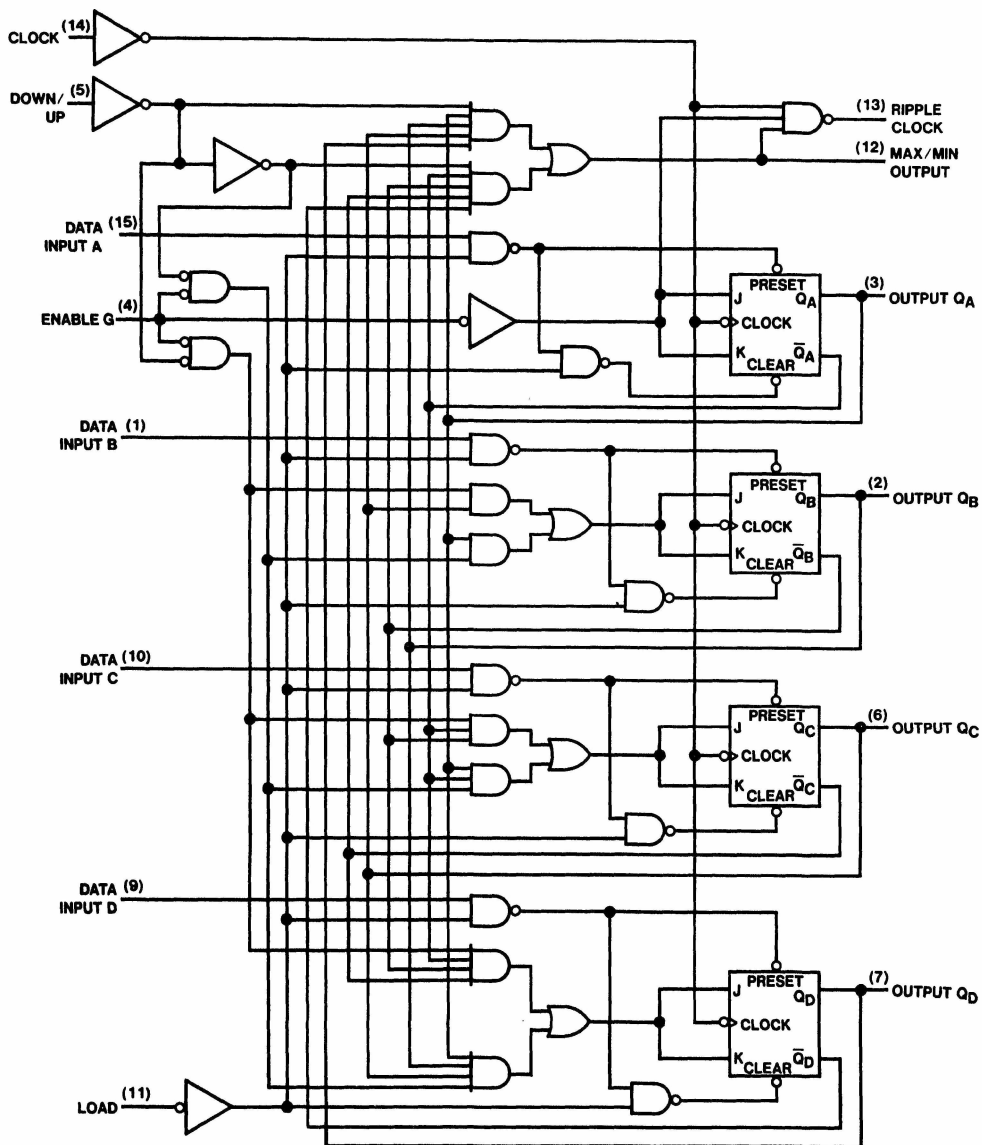 CLOCK (14)
DOWN/ (5)
UP
(13) RIPPLE
CLOCK
(12) MAX/MIN
OUTPUT
DATA (15)
INPUT A
PRESET
J QA (3) OUTPUT QA
ENABLE G (4)
CLOCK
K Q̅A
CLEAR
DATA (1)
INPUT B
PRESET
J QB (2) OUTPUT QB
CLOCK
K Q̅B
CLEAR
DATA (10)
INPUT C
PRESET
J QC (6) OUTPUT QC
CLOCK
K Q̅C
CLEAR
DATA (9)
INPUT D
PRESET
J QD (7) OUTPUT QD
CLOCK
K Q̅D
CLEAR
LOAD (11)